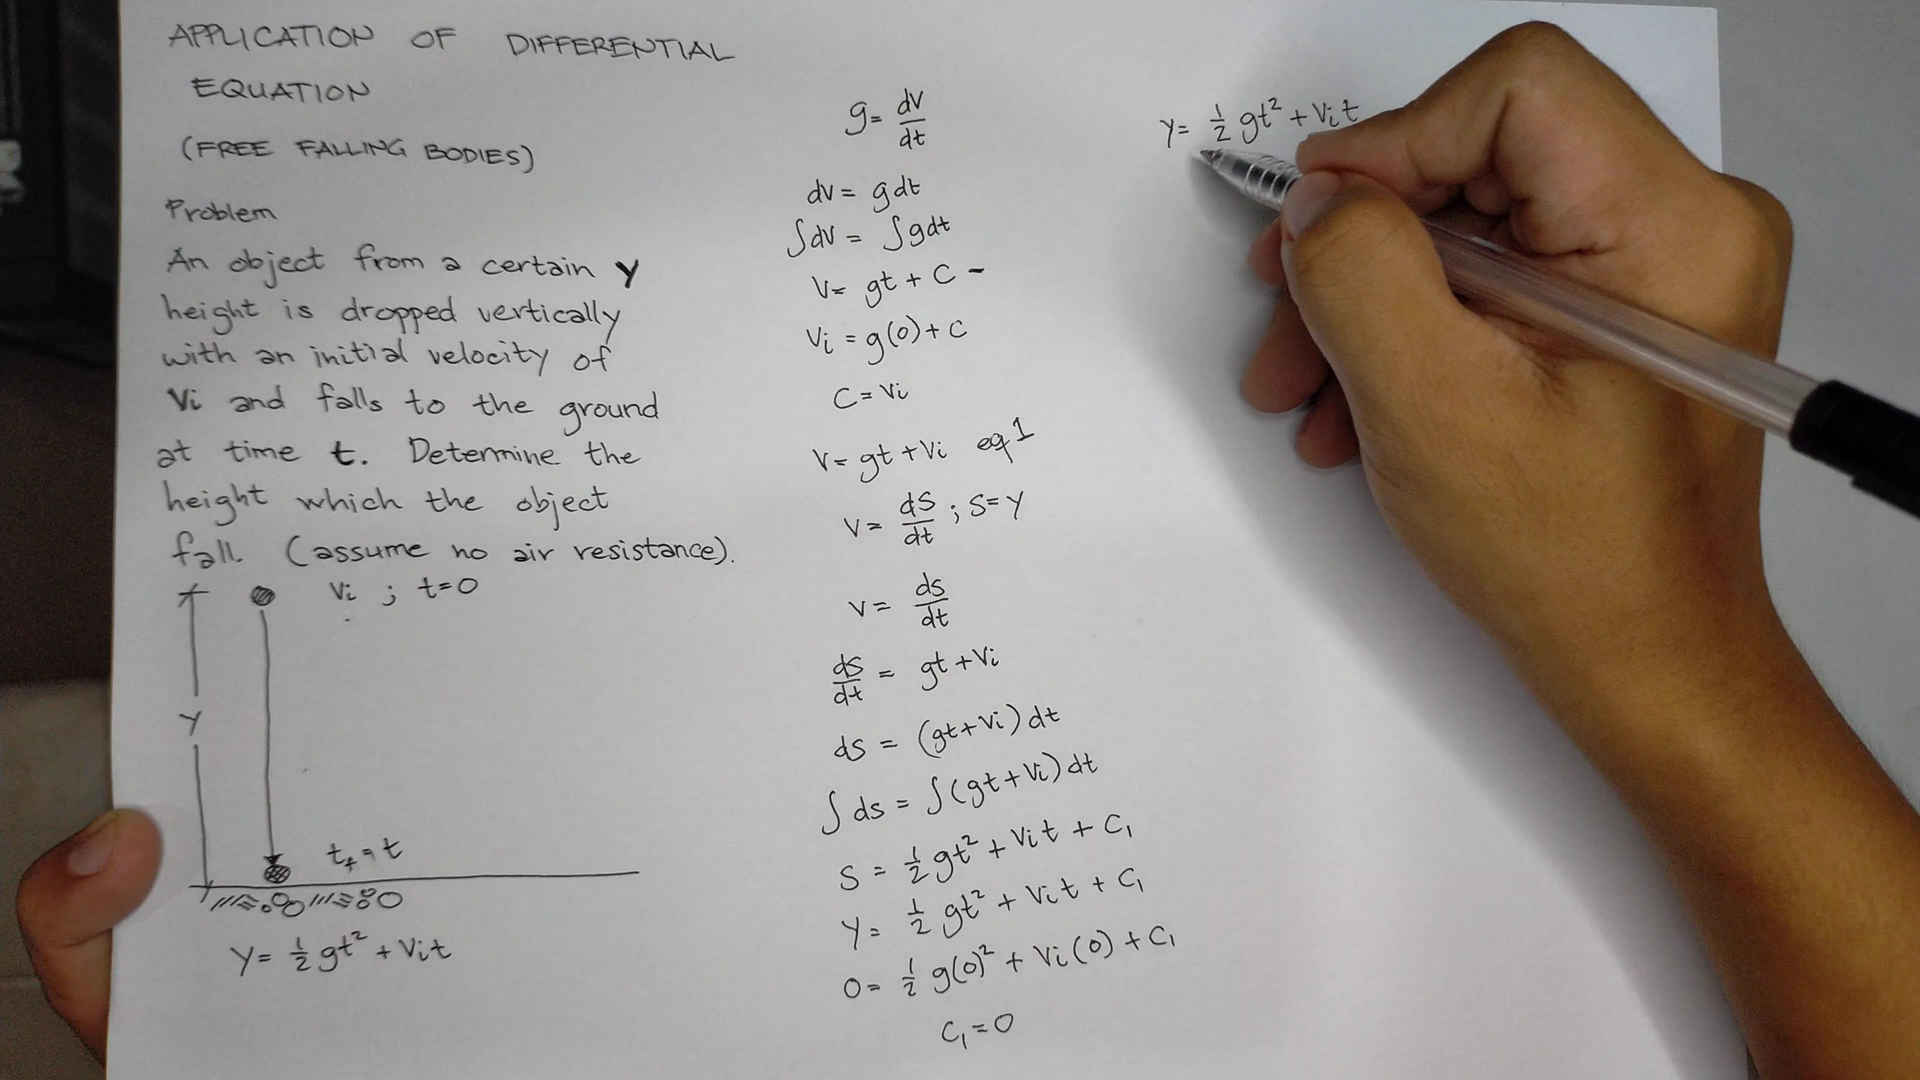 APPLICATION OF DIFFERENTIAL
EQUATION
(FREE FALLING BODIES)
Problem
An object from a certain y
height is dropped vertically
with an initial velocity of
Vi and falls to the ground
at time t. Determine the
height which the object
fall. (assume no air resistance).
Vi ; t=0
Y
t_f = t
Y = 1/2 gt² + Vit
g = dv/dt
dv = gdt
∫dv = ∫gdt
V = gt + C -
Vi = g(0) + C
C = Vi
V = gt + Vi eq 1
V = ds/dt ; S = Y
V = ds/dt
ds/dt = gt + Vi
ds = (gt + Vi) dt
∫ds = ∫(gt + Vi) dt
S = 1/2 gt² + Vit + C₁
Y = 1/2 gt² + Vit + C₁
0 = 1/2 g(0)² + Vi(0) + C₁
C₁ = 0
Y = 1/2 gt² + Vit